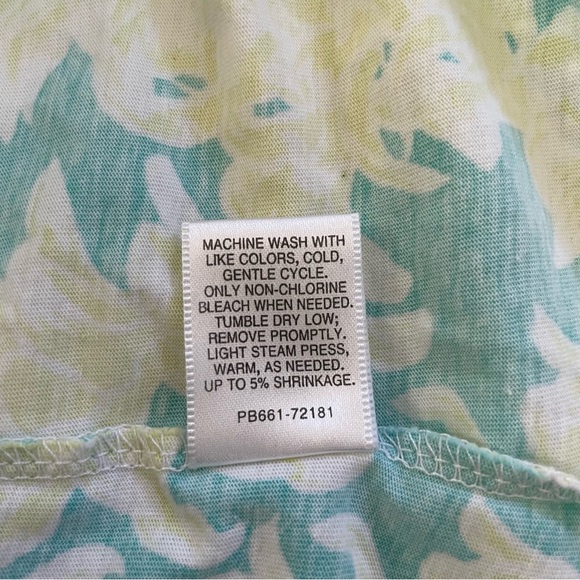 MACHINE WASH WITH
LIKE COLORS, COLD,
GENTLE CYCLE.
ONLY NON-CHLORINE
BLEACH WHEN NEEDED.
TUMBLE DRY LOW;
REMOVE PROMPTLY.
LIGHT STEAM PRESS,
WARM, AS NEEDED.
UP TO 5% SHRINKAGE.
PB661-72181